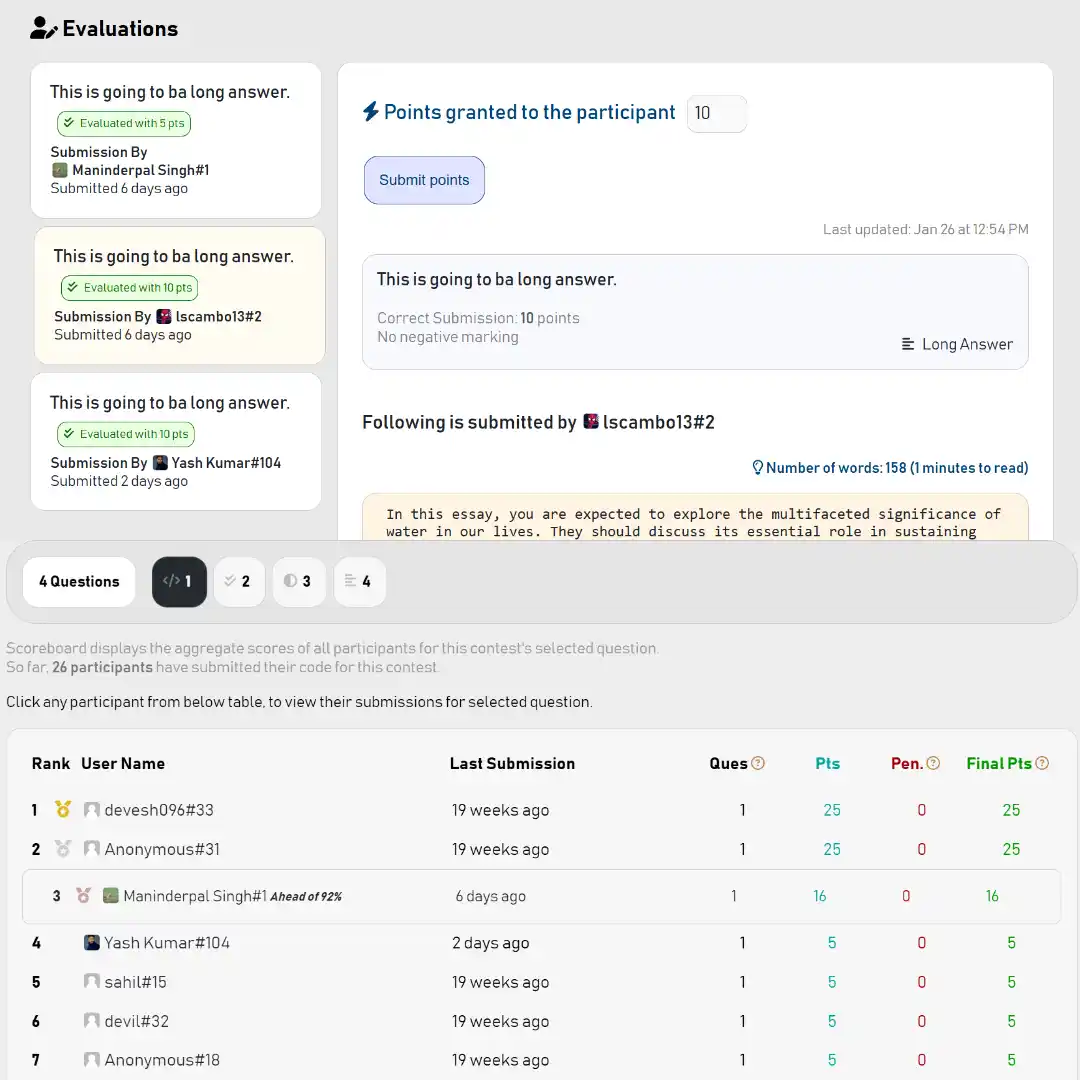 Evaluations
This is going to ba long answer.
Evaluated with 5 pts
Submission By
Maninderpal Singh#1
Submitted 6 days ago
This is going to ba long answer.
Evaluated with 10 pts
Submission By lscambo13#2
Submitted 6 days ago
This is going to ba long answer.
Evaluated with 10 pts
Submission By Yash Kumar#104
Submitted 2 days ago
Points granted to the participant 10
Submit points
Last updated: Jan 26 at 12:54 PM
This is going to ba long answer.
Correct Submission: 10 points
No negative marking
Long Answer
Following is submitted by lscambo13#2
Number of words: 158 (1 minutes to read)
In this essay, you are expected to explore the multifaceted significance of
water in our lives. They should discuss its essential role in sustaining
4 Questions </> 1 2 3 4
Scoreboard displays the aggregate scores of all participants for this contest's selected question.
So far, 26 participants have submitted their code for this contest.
Click any participant from below table, to view their submissions for selected question.
Rank User Name Last Submission Ques ? Pts Pen. ? Final Pts ?
1 devesh096#33 19 weeks ago 1 25 0 25
2 Anonymous#31 19 weeks ago 1 25 0 25
3 Maninderpal Singh#1 Ahead of 92% 6 days ago 1 16 0 16
4 Yash Kumar#104 2 days ago 1 5 0 5
5 sahil#15 19 weeks ago 1 5 0 5
6 devil#32 19 weeks ago 1 5 0 5
7 Anonymous#18 19 weeks ago 1 5 0 5